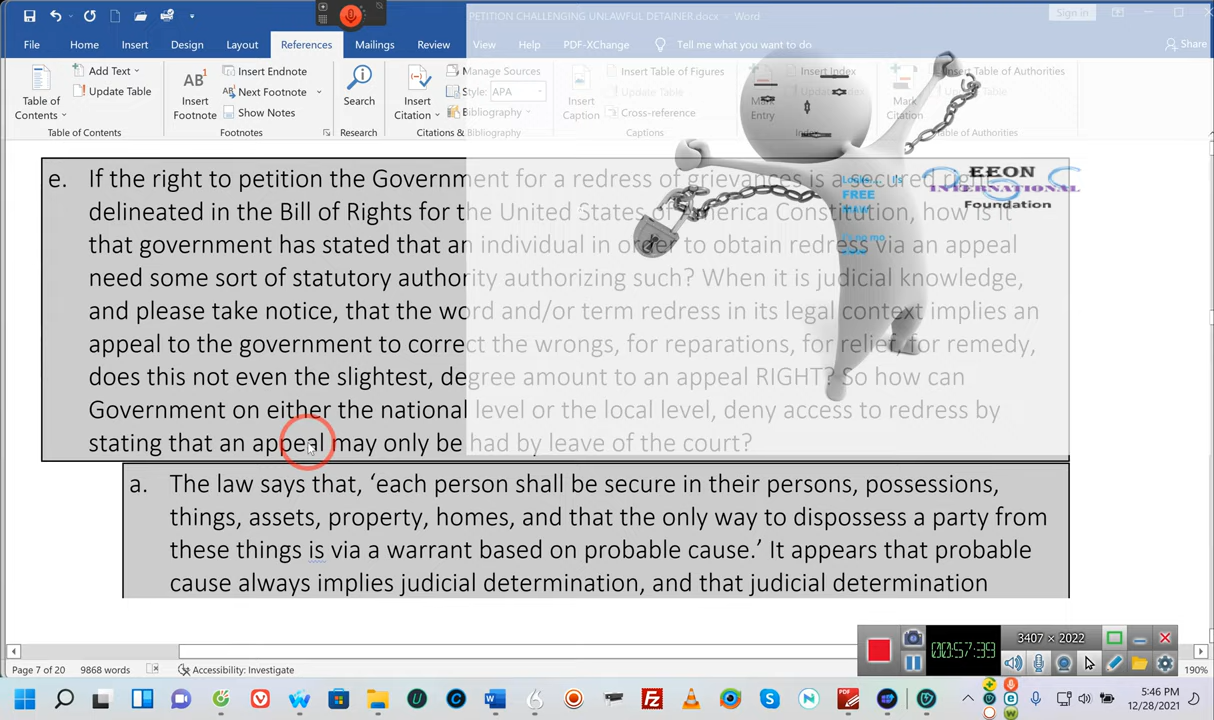 PETITION CHALLENGING UNLAWFUL DETAINER.docx - Word
Sign in
File
Home
Insert
Design
Layout
References
Mailings
Review
View
Help
PDF-XChange
Tell me what you want to do
Share
Table of
Contents
Add Text
Update Table
Table of Contents
AB1
Insert
Footnote
Insert Endnote
Next Footnote
Show Notes
Footnotes
Search
Research
Insert
Citation
Manage Sources
Style: APA
Bibliography
Citations & Bibliography
Insert
Caption
Insert Table of Figures
Update Table
Cross-reference
Captions
Mark
Entry
Insert Index
Update Index
Mark
Citation
Insert Table of Authorities
Update Table
Table of Authorities
EEON
INTERNATIONAL
Foundation
FREE
I'm no mo
e. If the right to petition the Government for a redress of grievances is a secured right
delineated in the Bill of Rights for the United States of America Constitution, how is it
that government has stated that an individual in order to obtain redress via an appeal
need some sort of statutory authority authorizing such? When it is judicial knowledge,
and please take notice, that the word and/or term redress in its legal context implies an
appeal to the government to correct the wrongs, for reparations, for relief, for remedy,
does this not even the slightest, degree amount to an appeal RIGHT? So how can
Government on either the national level or the local level, deny access to redress by
stating that an appeal may only be had by leave of the court?
a. The law says that, ‘each person shall be secure in their persons, possessions,
things, assets, property, homes, and that the only way to dispossess a party from
these things is via a warrant based on probable cause.’ It appears that probable
cause always implies judicial determination, and that judicial determination
00:57:39
3407 × 2022
Page 7 of 20
9868 words
Accessibility: Investigate
190%
5:46 PM
12/28/2021